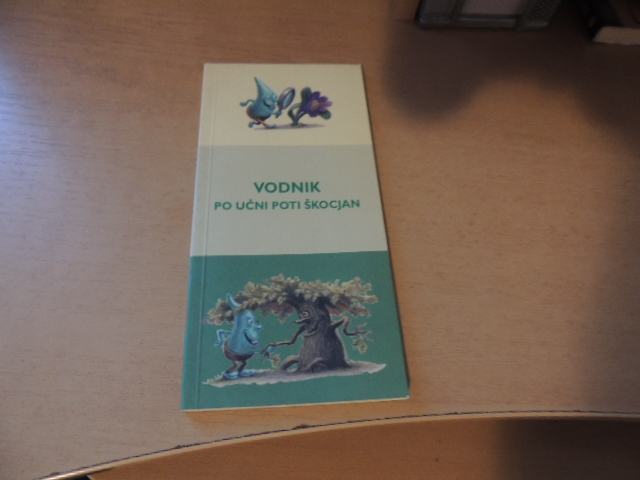 VODNIK
PO UČNI POTI ŠKOCJAN